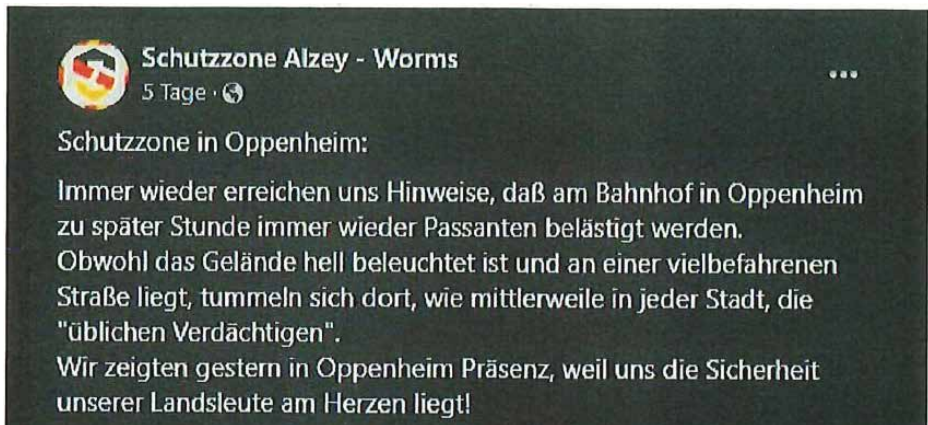 Schutzzone Alzey - Worms
5 Tage ·
Schutzzone in Oppenheim:
Immer wieder erreichen uns Hinweise, daß am Bahnhof in Oppenheim
zu später Stunde immer wieder Passanten belästigt werden.
Obwohl das Gelände hell beleuchtet ist und an einer vielbefahrenen
Straße liegt, tummeln sich dort, wie mittlerweile in jeder Stadt, die
"üblichen Verdächtigen".
Wir zeigten gestern in Oppenheim Präsenz, weil uns die Sicherheit
unserer Landsleute am Herzen liegt!